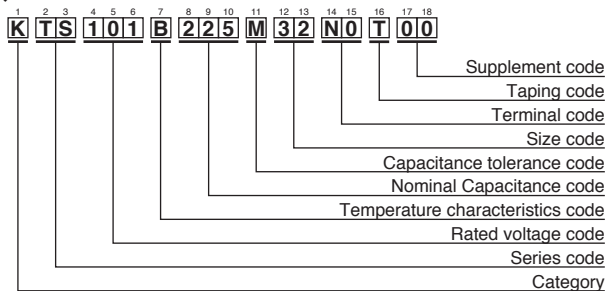 1 2 3 4 5 6 7 8 9 10 11 12 13 14 15 16 17 18
K T S 1 0 1 B 2 2 5 M 3 2 N 0 T 0 0
Supplement code
Taping code
Terminal code
Size code
Capacitance tolerance code
Nominal Capacitance code
Temperature characteristics code
Rated voltage code
Series code
Category